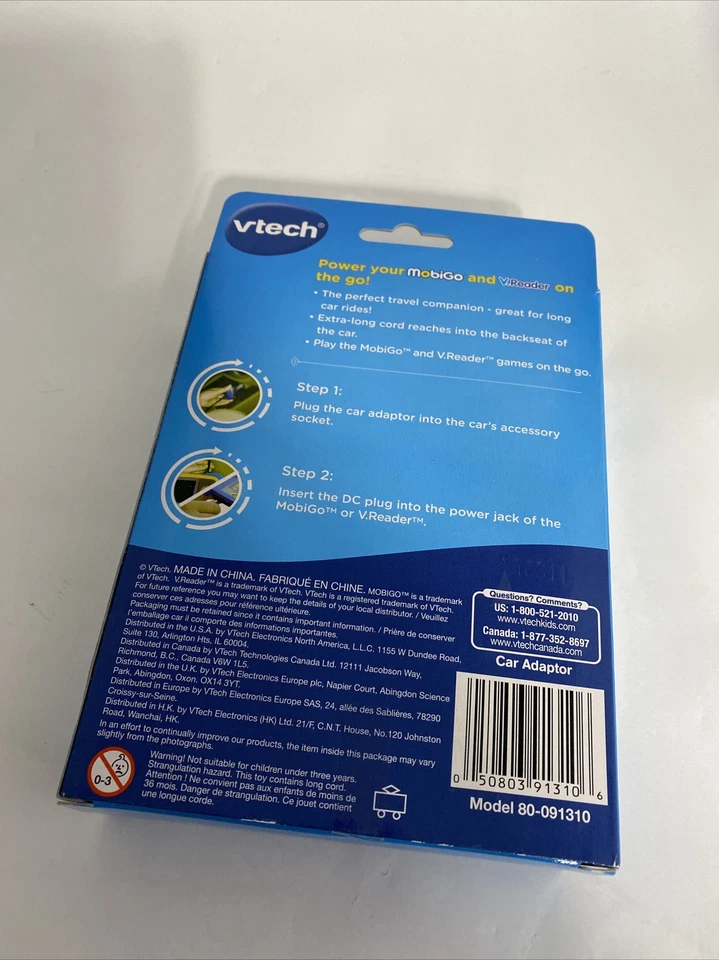 vtech®
Power your MobiGo and V.Reader on
the go!
• The perfect travel companion - great for long
car rides!
• Extra-long cord reaches into the backseat of
the car.
• Play the MobiGo™ and V.Reader™ games on the go.
Step 1:
Plug the car adaptor into the car's accessory
socket.
Step 2:
Insert the DC plug into the power jack of the
MobiGo™ or V.Reader™.
© VTech. MADE IN CHINA. FABRIQUÉ EN CHINE. MOBIGO™ is a trademark
of VTech. V.Reader™ is a trademark of VTech. VTech is a registered trademark of VTech.
For future reference you may want to keep the details of your local distributor. / Veuillez
conserver ces adresses pour référence ultérieure.
Packaging must be retained since it contains important information. / Prière de conserver
l'emballage car il comporte des informations importantes.
Distributed in the U.S.A. by VTech Electronics North America, L.L.C. 1155 W Dundee Road,
Suite 130, Arlington Hts. IL 60004.
Distributed in Canada by VTech Technologies Canada Ltd. 12111 Jacobson Way,
Richmond, B.C., Canada V6W 1L5.
Distributed in the U.K. by VTech Electronics Europe plc, Napier Court, Abingdon Science
Park, Abingdon, Oxon. OX14 3YT.
Distributed in Europe by VTech Electronics Europe SAS, 24, allée des Sablières, 78290
Croissy-sur-Seine.
Distributed in H.K. by VTech Electronics (HK) Ltd. 21/F, C.N.T. House, No.120 Johnston
Road, Wanchai, HK.
In an effort to continually improve our products, the item inside this package may vary
slightly from the photographs.
0-3
Warning! Not suitable for children under three years.
Strangulation hazard. This toy contains long cord.
Attention ! Ne convient pas aux enfants de moins de
36 mois. Danger de strangulation. Ce jouet contient
une longue corde.
Questions? Comments?
US: 1-800-521-2010
www.vtechkids.com
Canada: 1-877-352-8697
www.vtechcanada.com
Car Adaptor
0 50803 91310 6
Model 80-091310